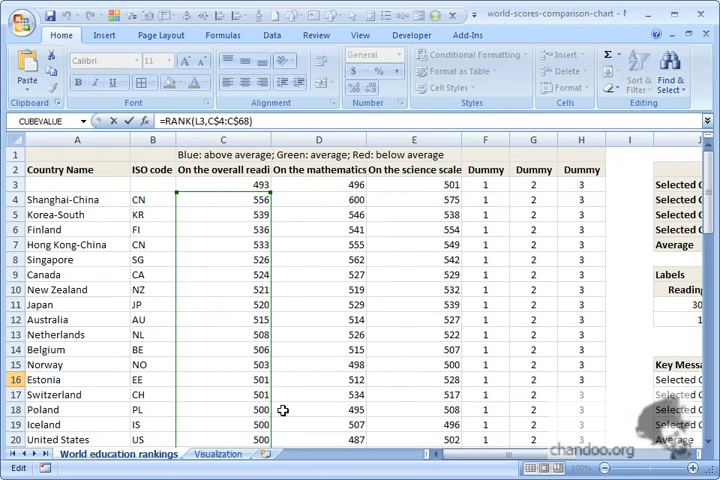 world-scores-comparison-chart - M
Home Insert Page Layout Formulas Data Review View Developer Add-Ins
Paste
Clipboard
Calibri 11
B I U
Font
Alignment
General
$ % ,
Number
Conditional Formatting
Format as Table
Cell Styles
Styles
Insert
Delete
Format
Cells
Σ
Sort & Filter
Find & Select
Editing
CUBEVALUE =RANK(L3,C$4:C$68)
A B C D E F G H J
1 Blue: above average; Green: average; Red: below average
2 Country Name ISO code On the overall readi On the mathematics On the science scale Dummy Dummy Dummy
3 493 496 501 1 2 3 Selected C
4 Shanghai-China CN 556 600 575 1 2 3 Selected C
5 Korea-South KR 539 546 538 1 2 3 Selected C
6 Finland FI 536 541 554 1 2 3 Selected C
7 Hong Kong-China CN 533 555 549 1 2 3 Average
8 Singapore SG 526 562 542 1 2 3
9 Canada CA 524 527 529 1 2 3 Labels
10 New Zealand NZ 521 519 532 1 2 3 Reading
11 Japan JP 520 529 539 1 2 3 30
12 Australia AU 515 514 527 1 2 3 1
13 Netherlands NL 508 526 522 1 2 3
14 Belgium BE 506 515 507 1 2 3
15 Norway NO 503 498 500 1 2 3 Key Messa
16 Estonia EE 501 512 528 1 2 3 Selected C
17 Switzerland CH 501 534 517 1 2 3 Selected C
18 Poland PL 500 495 508 1 2 3 Selected C
19 Iceland IS 500 507 496 1 2 3 Selected C
20 United States US 500 487 502 1 2 3 Average
chandoo.org
World education rankings Visualization
Edit 100%